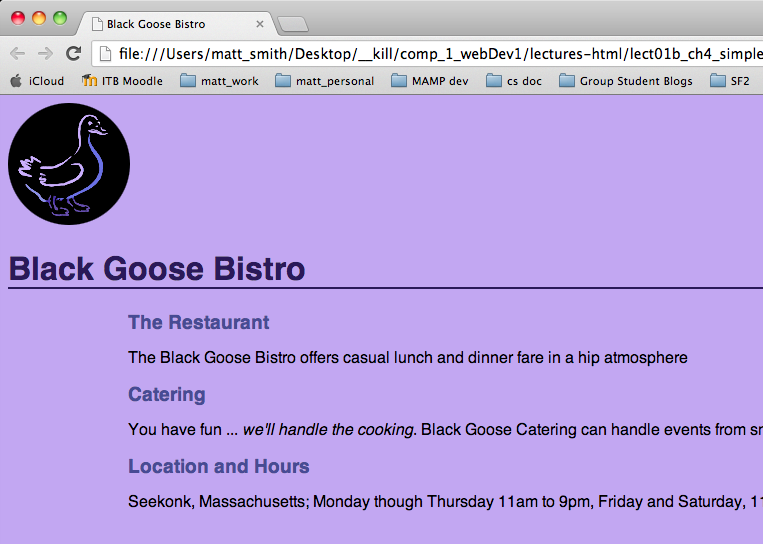 Black Goose Bistro
file:///Users/matt_smith/Desktop/__kill/comp_1_webDev1/lectures-html/lect01b_ch4_simple
iCloud ITB Moodle matt_work matt_personal MAMP dev cs doc Group Student Blogs SF2
Black Goose Bistro
The Restaurant
The Black Goose Bistro offers casual lunch and dinner fare in a hip atmosphere
Catering
You have fun ... we'll handle the cooking. Black Goose Catering can handle events from
Location and Hours
Seekonk, Massachusetts; Monday though Thursday 11am to 9pm, Friday and Saturday,